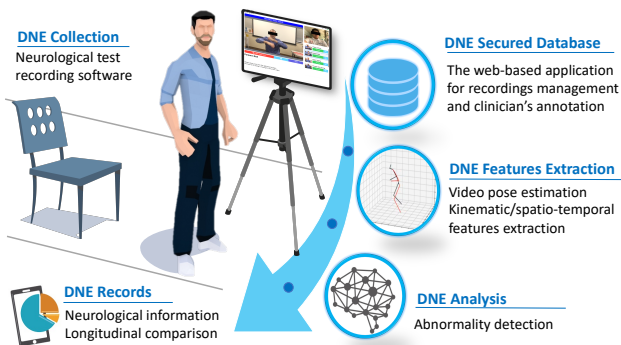 DNE Collection
Neurological test
recording software
DNE Secured Database
The web-based application
for recordings management
and clinician's annotation
DNE Features Extraction
Video pose estimation
Kinematic/spatio-temporal
features extraction
DNE Records
Neurological information
Longitudinal comparison
DNE Analysis
Abnormality detection